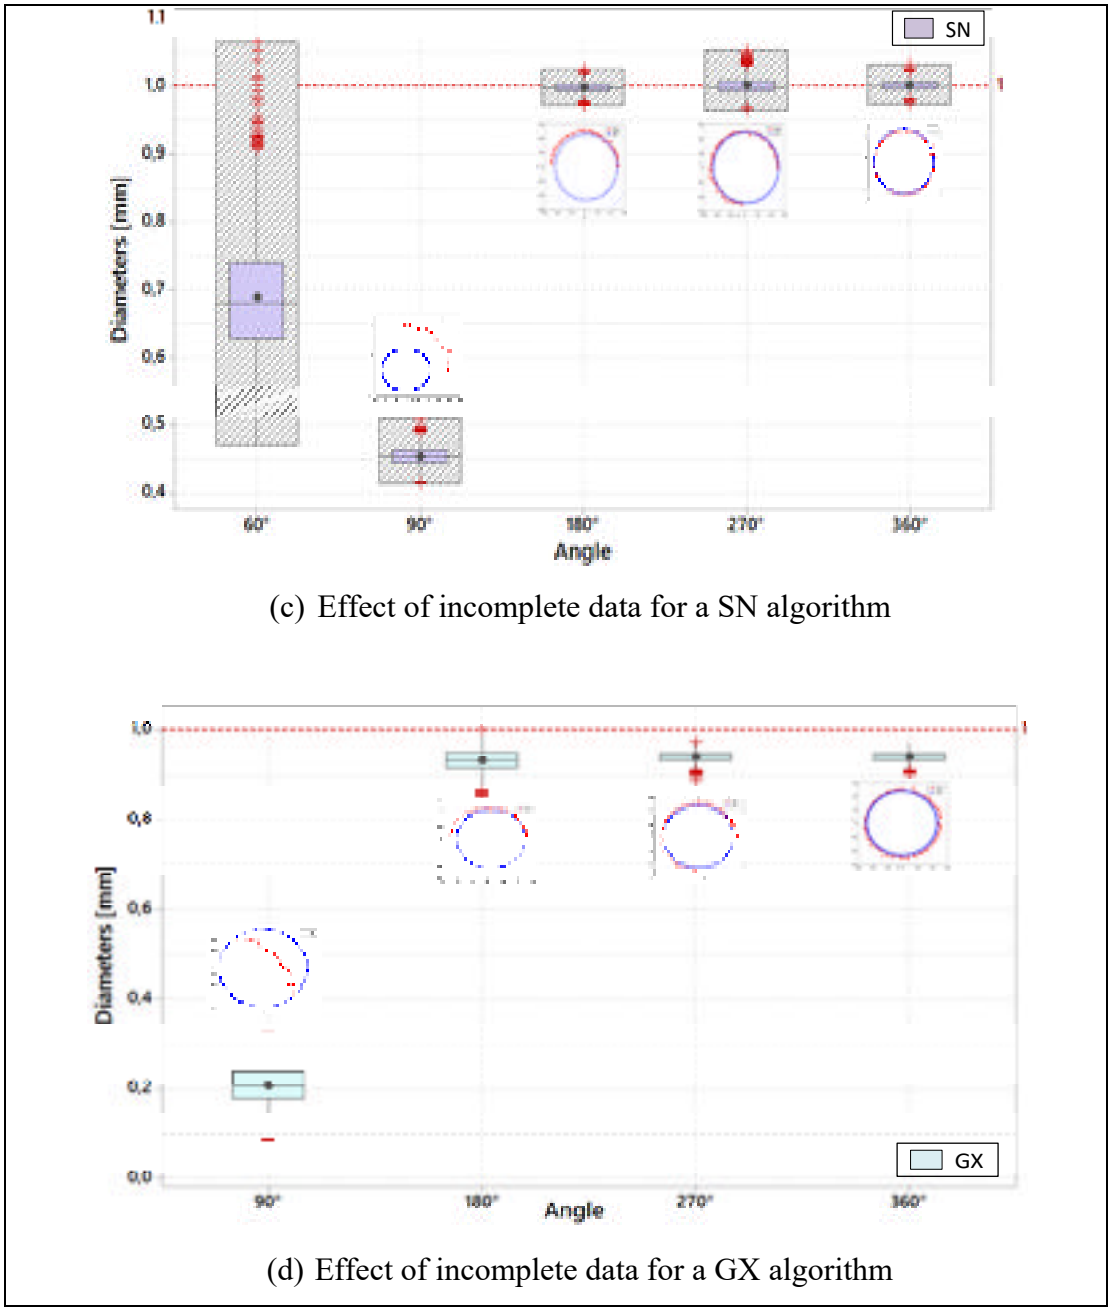 1.1
SN
1,0
1
0,9
0,8
Diameters [mm]
0,7
0,6
0,5
0,4
60° 90° 180° 270° 360°
Angle
(c) Effect of incomplete data for a SN algorithm
1,0
1
0,8
Diameters [mm]
0,6
0,4
0,2
GX
0,0
90° 180° 270° 360°
Angle
(d) Effect of incomplete data for a GX algorithm